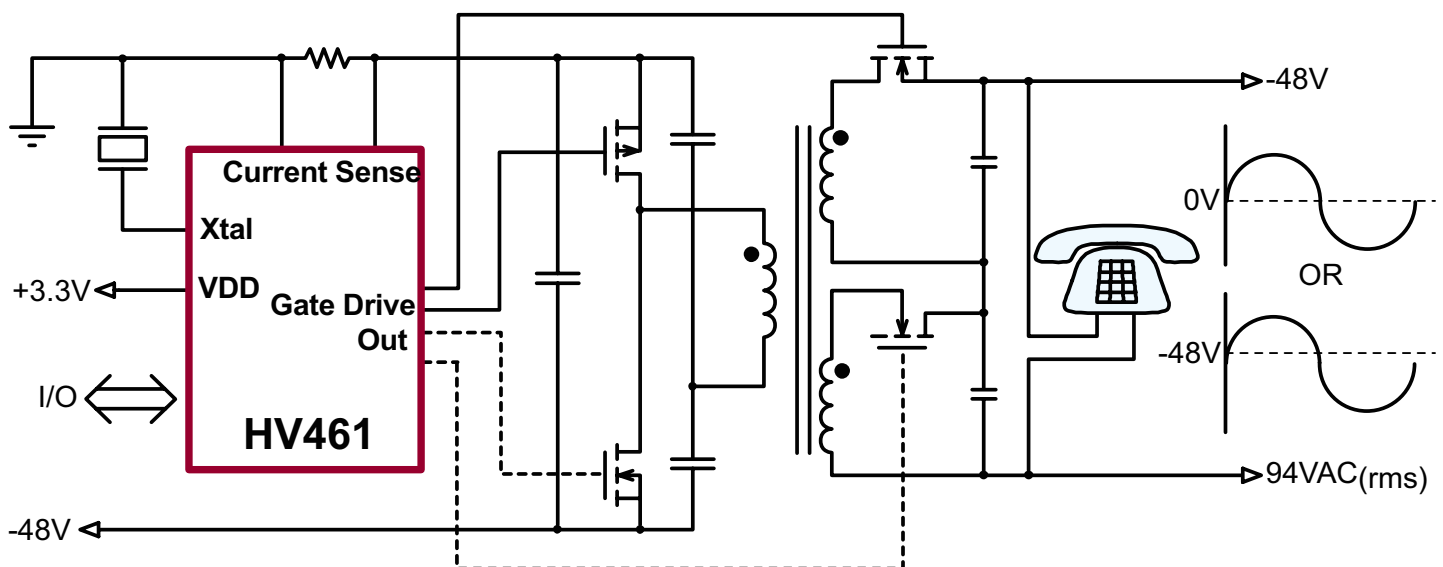 -48V
Current Sense
Xtal
0V
OR
+3.3V
VDD
Gate Drive
Out
-48V
I/O
HV461
94VAC(rms)
-48V